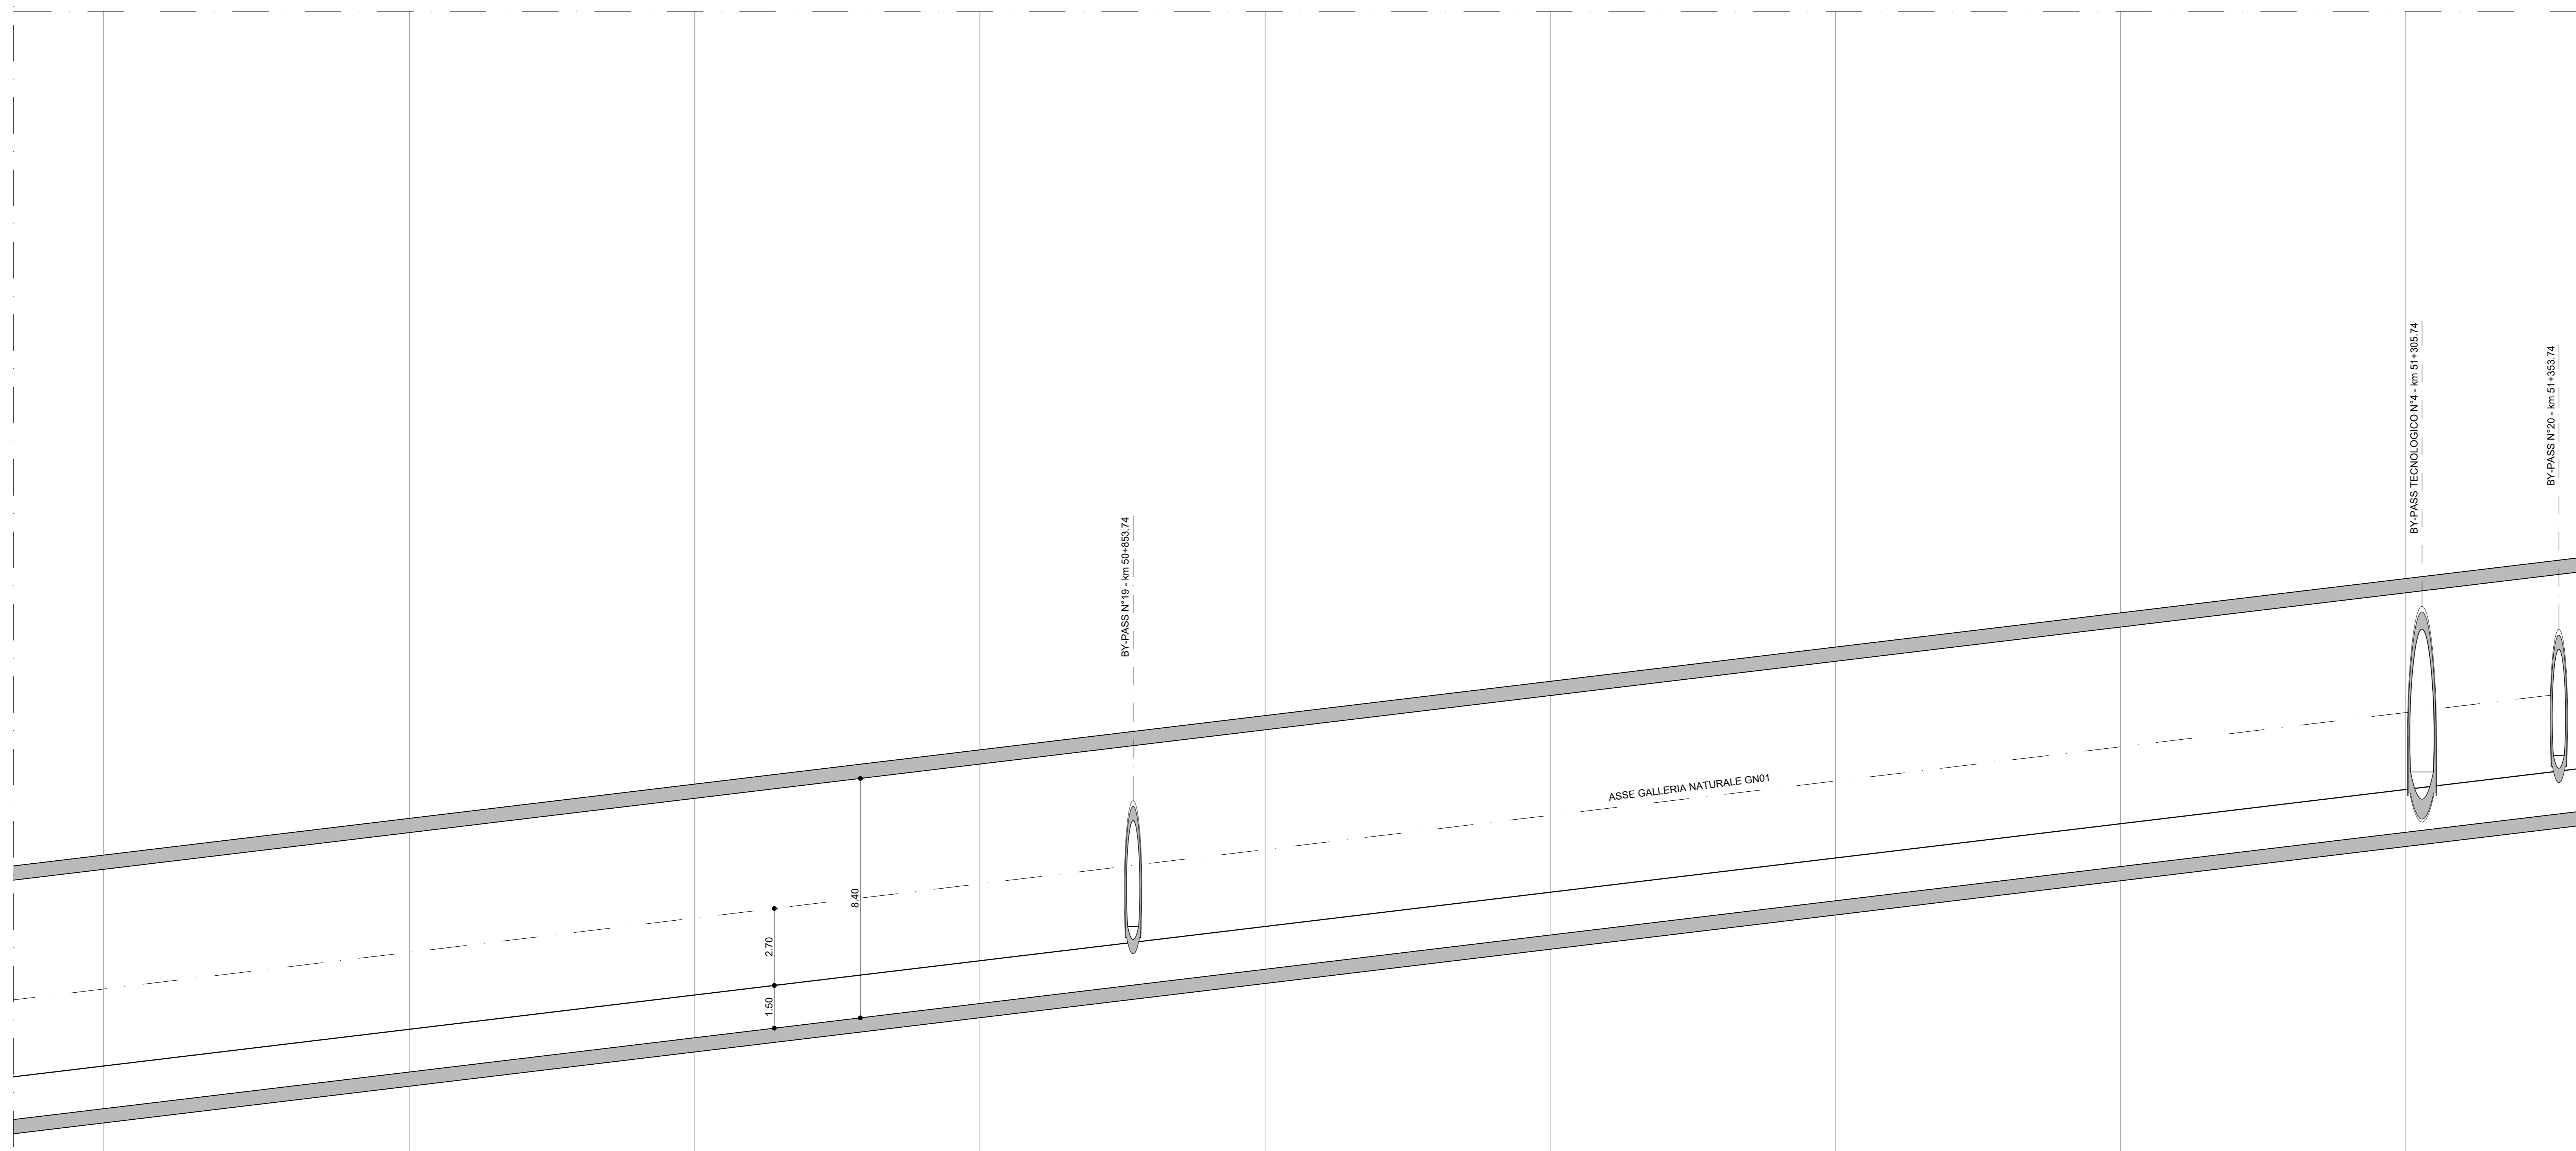 BY-PASS TECNOLOGICO N°4 - km 51+305.74
BY-PASS N°20 - km 51+353.74
BY-PASS N°19 - km 50+853.74
ASSE GALLERIA NATURALE GN01
8.40
2.70
1.50